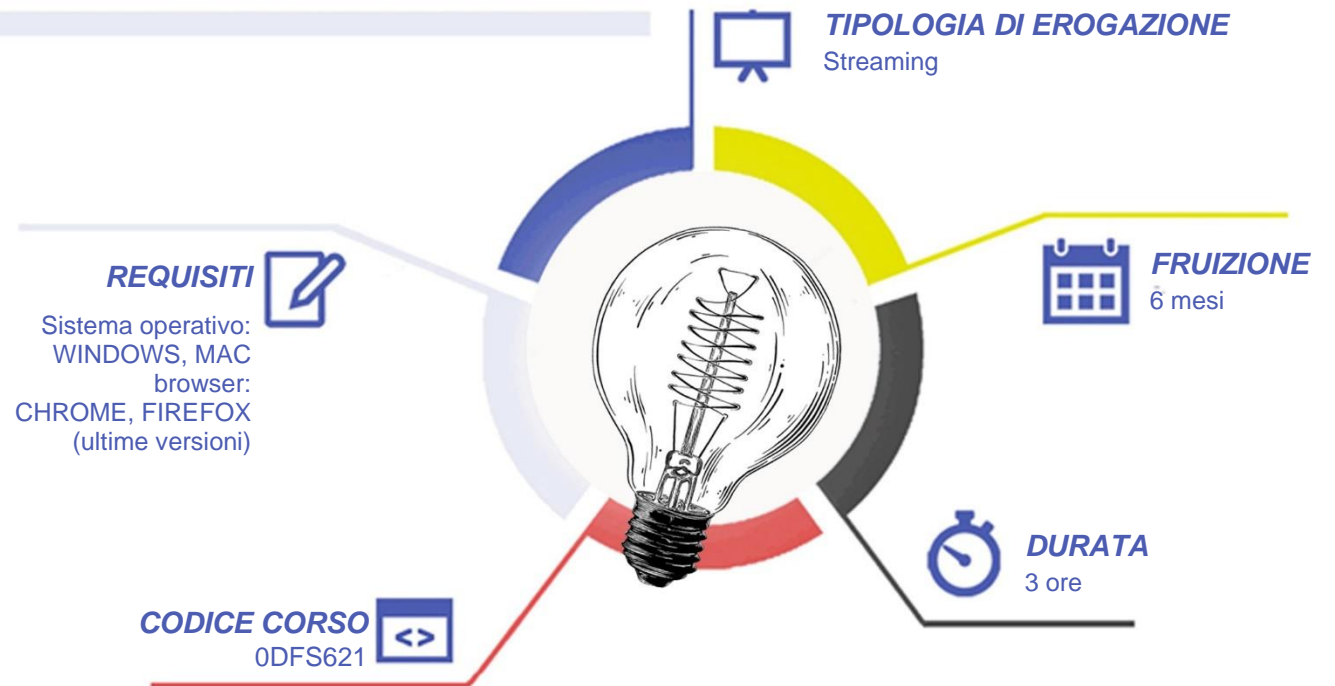 TIPOLOGIA DI EROGAZIONE
Streaming
REQUISITI
Sistema operativo:
WINDOWS, MAC
browser:
CHROME, FIREFOX
(ultime versioni)
FRUIZIONE
6 mesi
DURATA
3 ore
CODICE CORSO
0DFS621